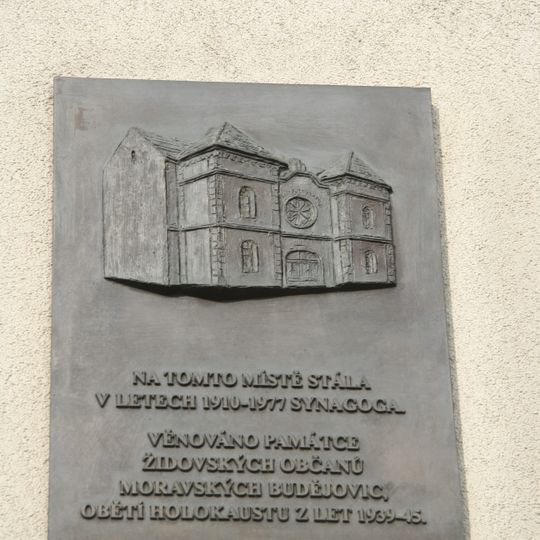 NA TOMTO MÍSTĚ STÁLA
V LETECH 1910-1977 SYNAGOGA.
VĚNOVÁNO PAMÁTCE
ŽIDOVSKÝCH OBČANŮ
MORAVSKÝCH BUDĚJOVIC,
OBĚTÍ HOLOKAUSTU Z LET 1939-45.